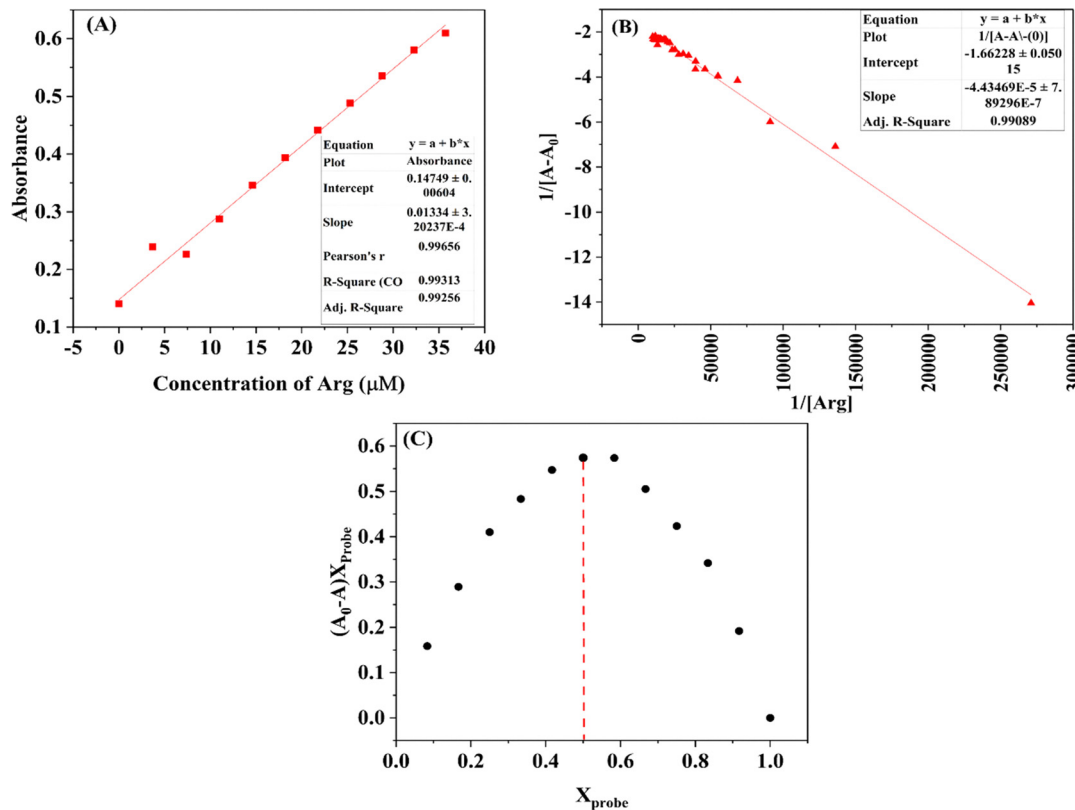 (A)
0.6
0.5
0.4
0.3
0.2
0.1
Absorbance
-5
0
5
10
15
20
25
30
35
40
Concentration of Arg (μM)
Equation y = a + b*x
Plot Absorbance
Intercept 0.14749 ± 0.
00604
Slope 0.01334 ± 3.
20237E-4
Pearson's r 0.99656
R-Square (CO 0.99313
Adj. R-Square 0.99256
(B)
-2
-4
-6
-8
-10
-12
-14
1/[A-A0]
0
500000
1000000
1500000
2000000
2500000
300000
1/[Arg]
Equation y = a + b*x
Plot 1/[A-A\-(0)]
Intercept -1.66228 ± 0.050
15
Slope -4.43469E-5 ± 7.
89296E-7
Adj. R-Square 0.99089
(C)
0.6
0.5
0.4
0.3
0.2
0.1
0.0
(A0-A)XProbe
0.0
0.2
0.4
0.6
0.8
1.0
Xprobe